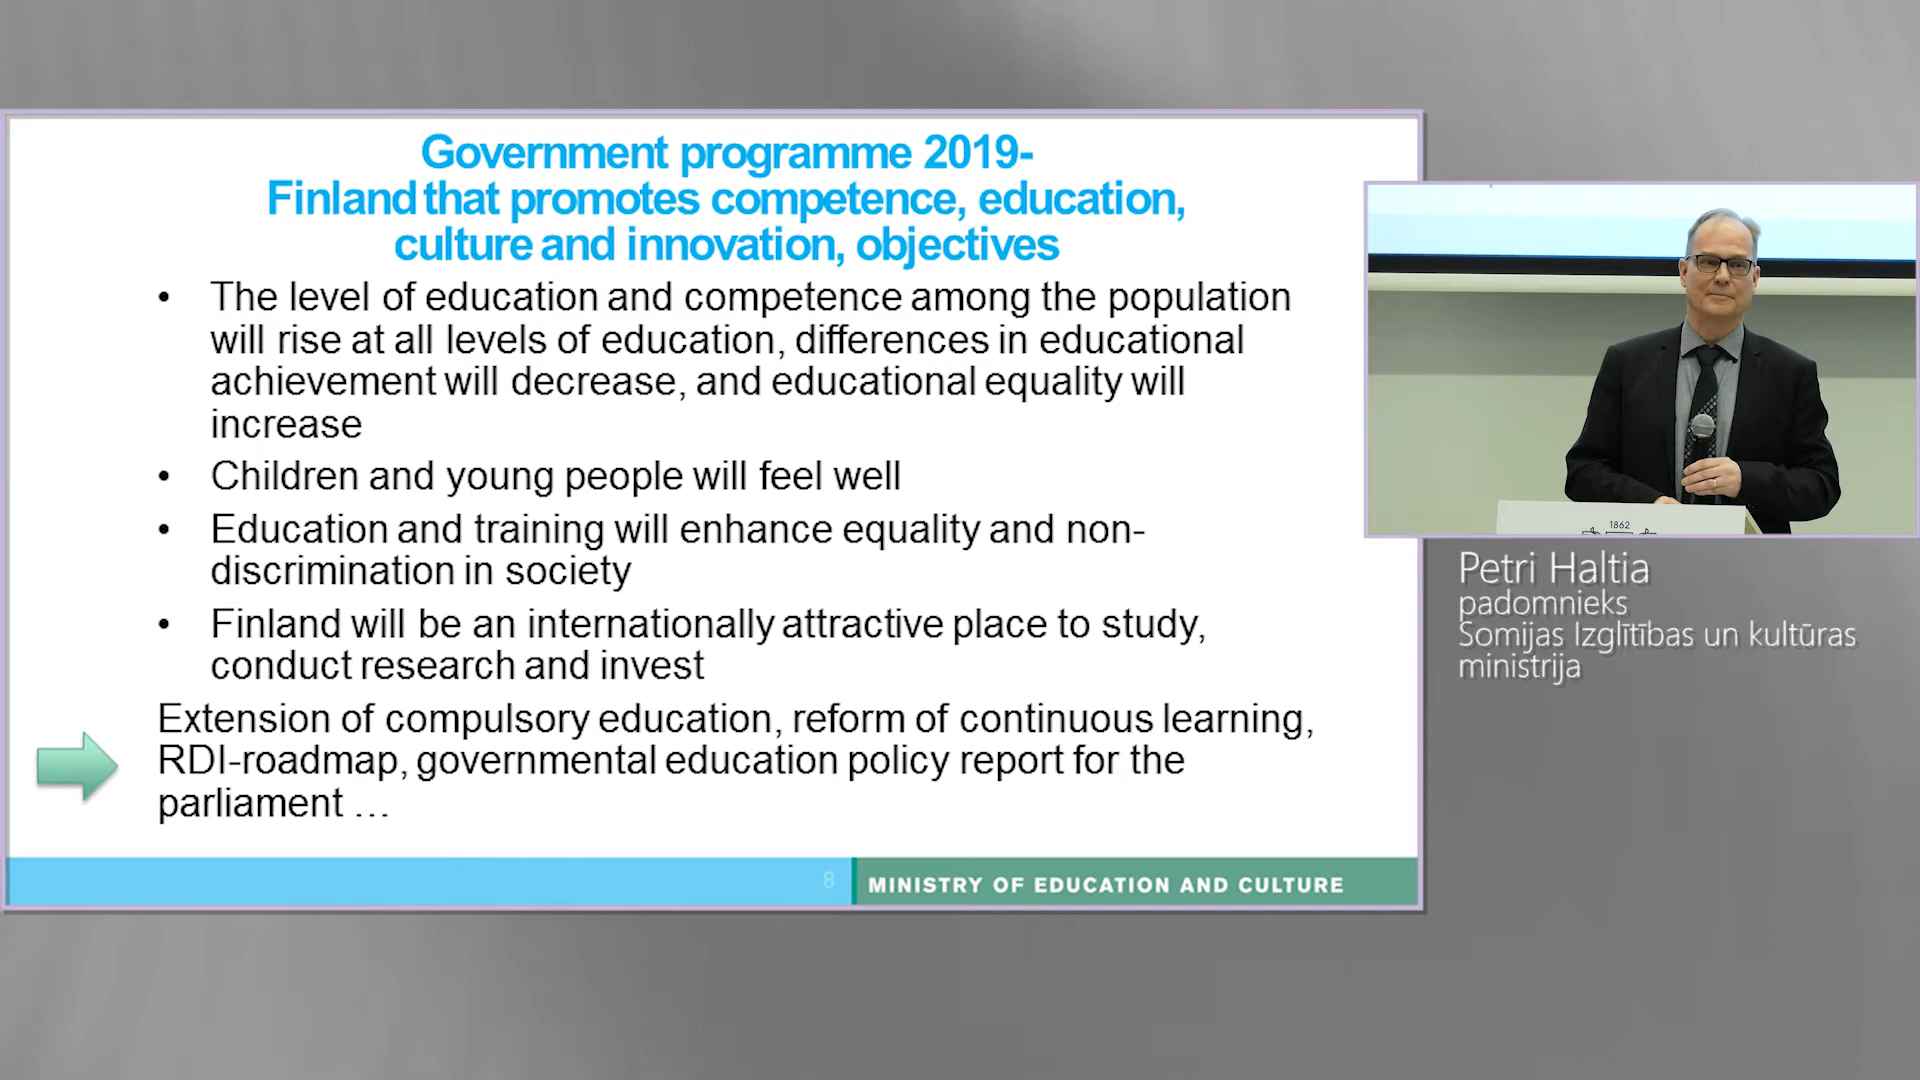 Government programme 2019-
Finland that promotes competence, education,
culture and innovation, objectives
• The level of education and competence among the population
will rise at all levels of education, differences in educational
achievement will decrease, and educational equality will
increase
• Children and young people will feel well
• Education and training will enhance equality and non-
discrimination in society
• Finland will be an internationally attractive place to study,
conduct research and invest
Extension of compulsory education, reform of continuous learning,
RDI-roadmap, governmental education policy report for the
parliament …
8
MINISTRY OF EDUCATION AND CULTURE
1862
Petri Haltia
padomnieks
Somijas Izglītības un kultūras
ministrija